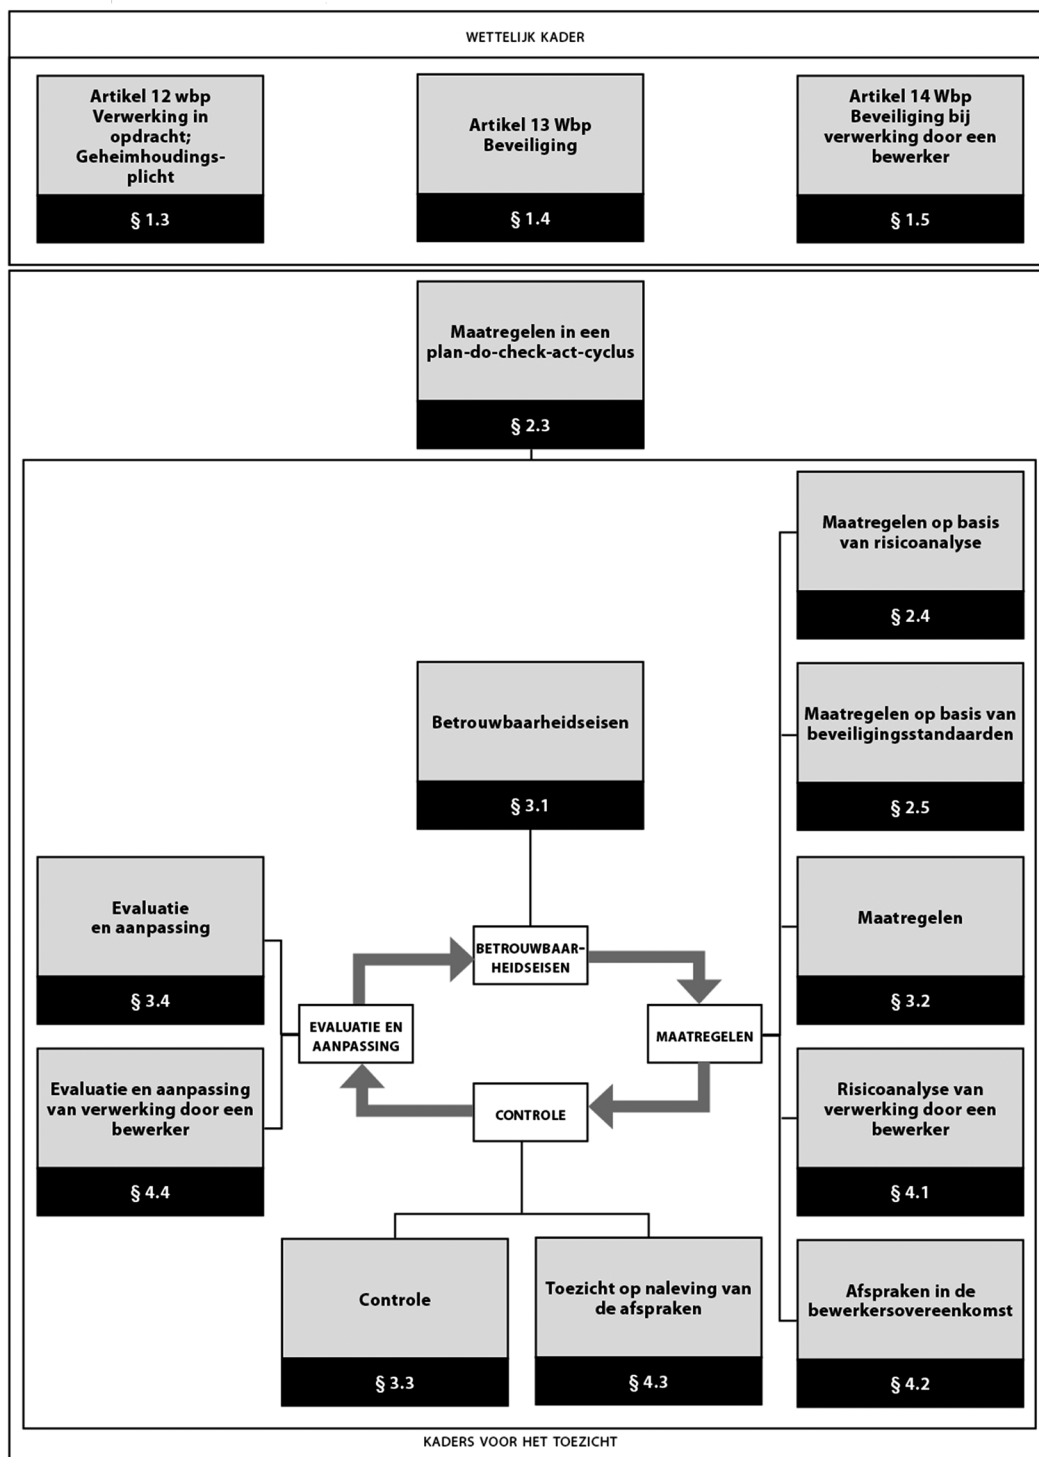 WETTELIJK KADER
Artikel 12 wbp
Verwerking in
opdracht;
Geheimhoudings-
plicht
§ 1.3
Artikel 13 Wbp
Beveiliging
§ 1.4
Artikel 14 Wbp
Beveiliging bij
verwerking door een
bewerker
§ 1.5
Maatregelen in een
plan-do-check-act-cyclus
§ 2.3
Maatregelen op basis
van risicoanalyse
§ 2.4
Maatregelen op basis van
beveiligingsstandaarden
§ 2.5
Betrouwbaarheidseisen
§ 3.1
Maatregelen
§ 3.2
Evaluatie
en aanpassing
§ 3.4
BETROUWBAAR-
HEIDSEISEN
EVALUATIE EN
AANPASSING
MAATREGELEN
CONTROLE
Evaluatie en aanpassing
van verwerking door een
bewerker
§ 4.4
Risicoanalyse van
verwerking door een
bewerker
§ 4.1
Controle
§ 3.3
Toezicht op naleving van
de afspraken
§ 4.3
Afspraken in de
bewerkersovereenkomst
§ 4.2
KADERS VOOR HET TOEZICHT